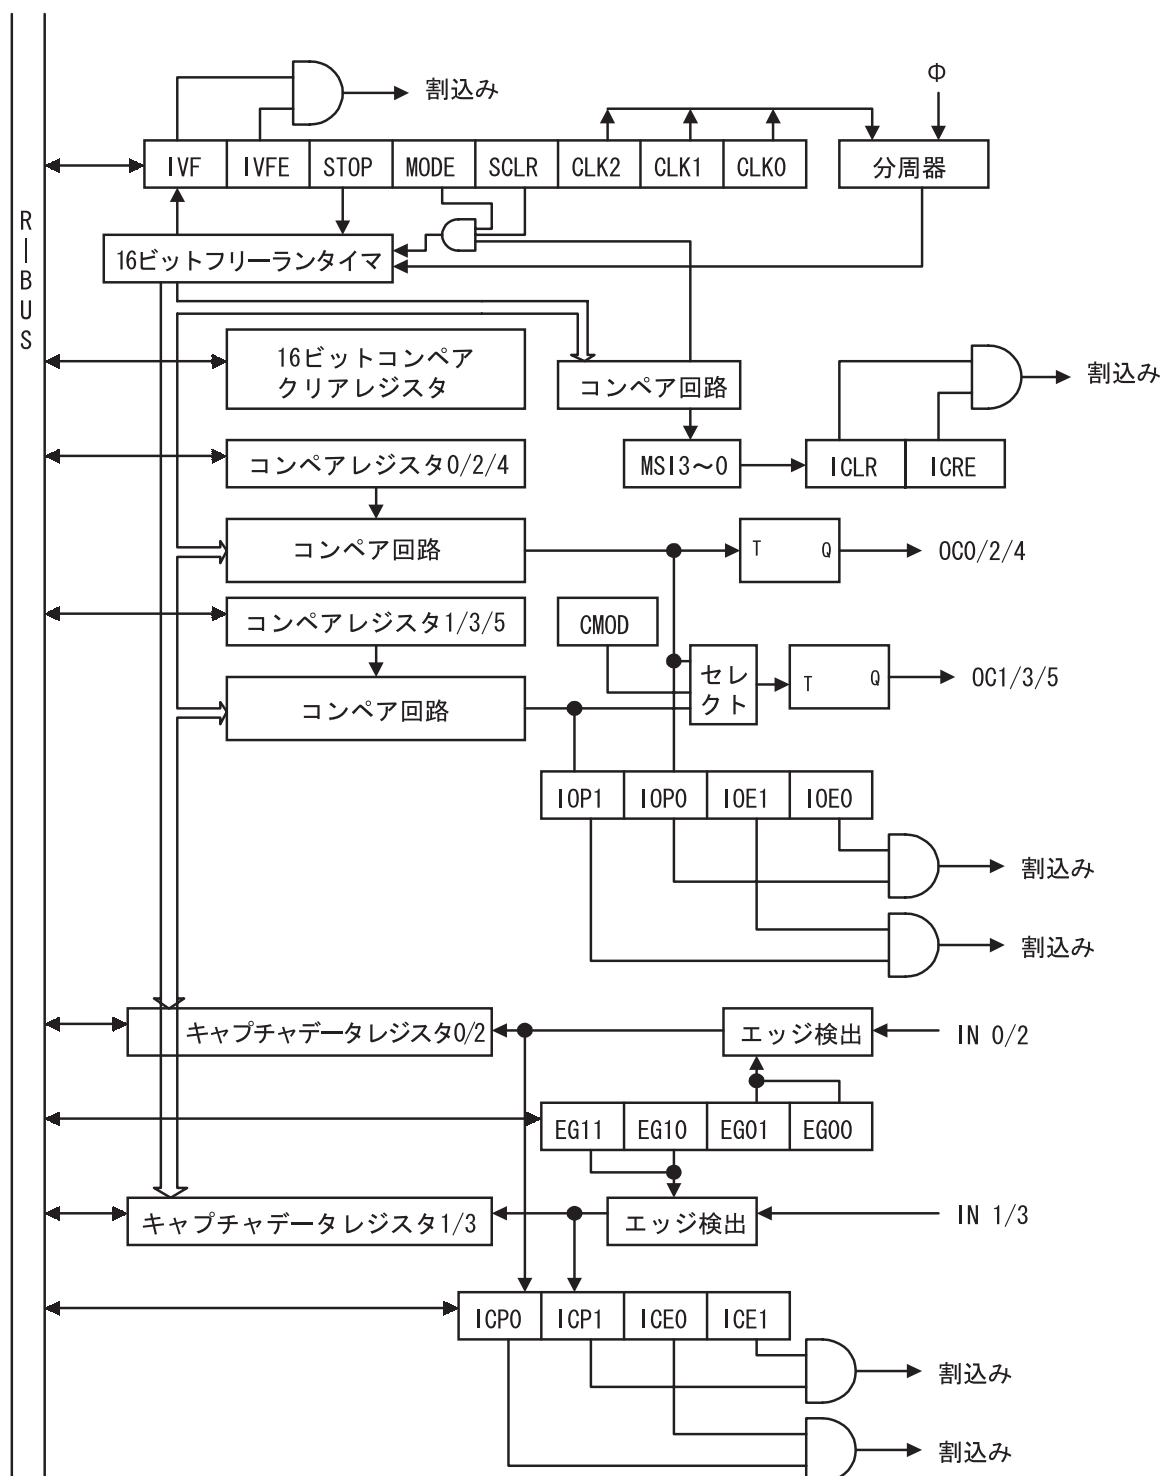 Φ
割込み
IVF IVFE STOP MODE SCLR CLK2 CLK1 CLK0 分周器
R
|
B
U
S
16ビットフリーランタイマ
16ビットコンペア
クリアレジスタ
コンペア回路
割込み
コンペアレジスタ0/2/4
MSI3～0
ICLR ICRE
コンペア回路
T Q
OC0/2/4
コンペアレジスタ1/3/5
CMOD
コンペア回路
セレ
クト
T Q
OC1/3/5
IOP1 IOP0 IOE1 IOE0
割込み
割込み
キャプチャデータレジスタ0/2
エッジ検出
IN 0/2
EG11 EG10 EG01 EG00
キャプチャデータレジスタ1/3
エッジ検出
IN 1/3
ICP0 ICP1 ICE0 ICE1
割込み
割込み